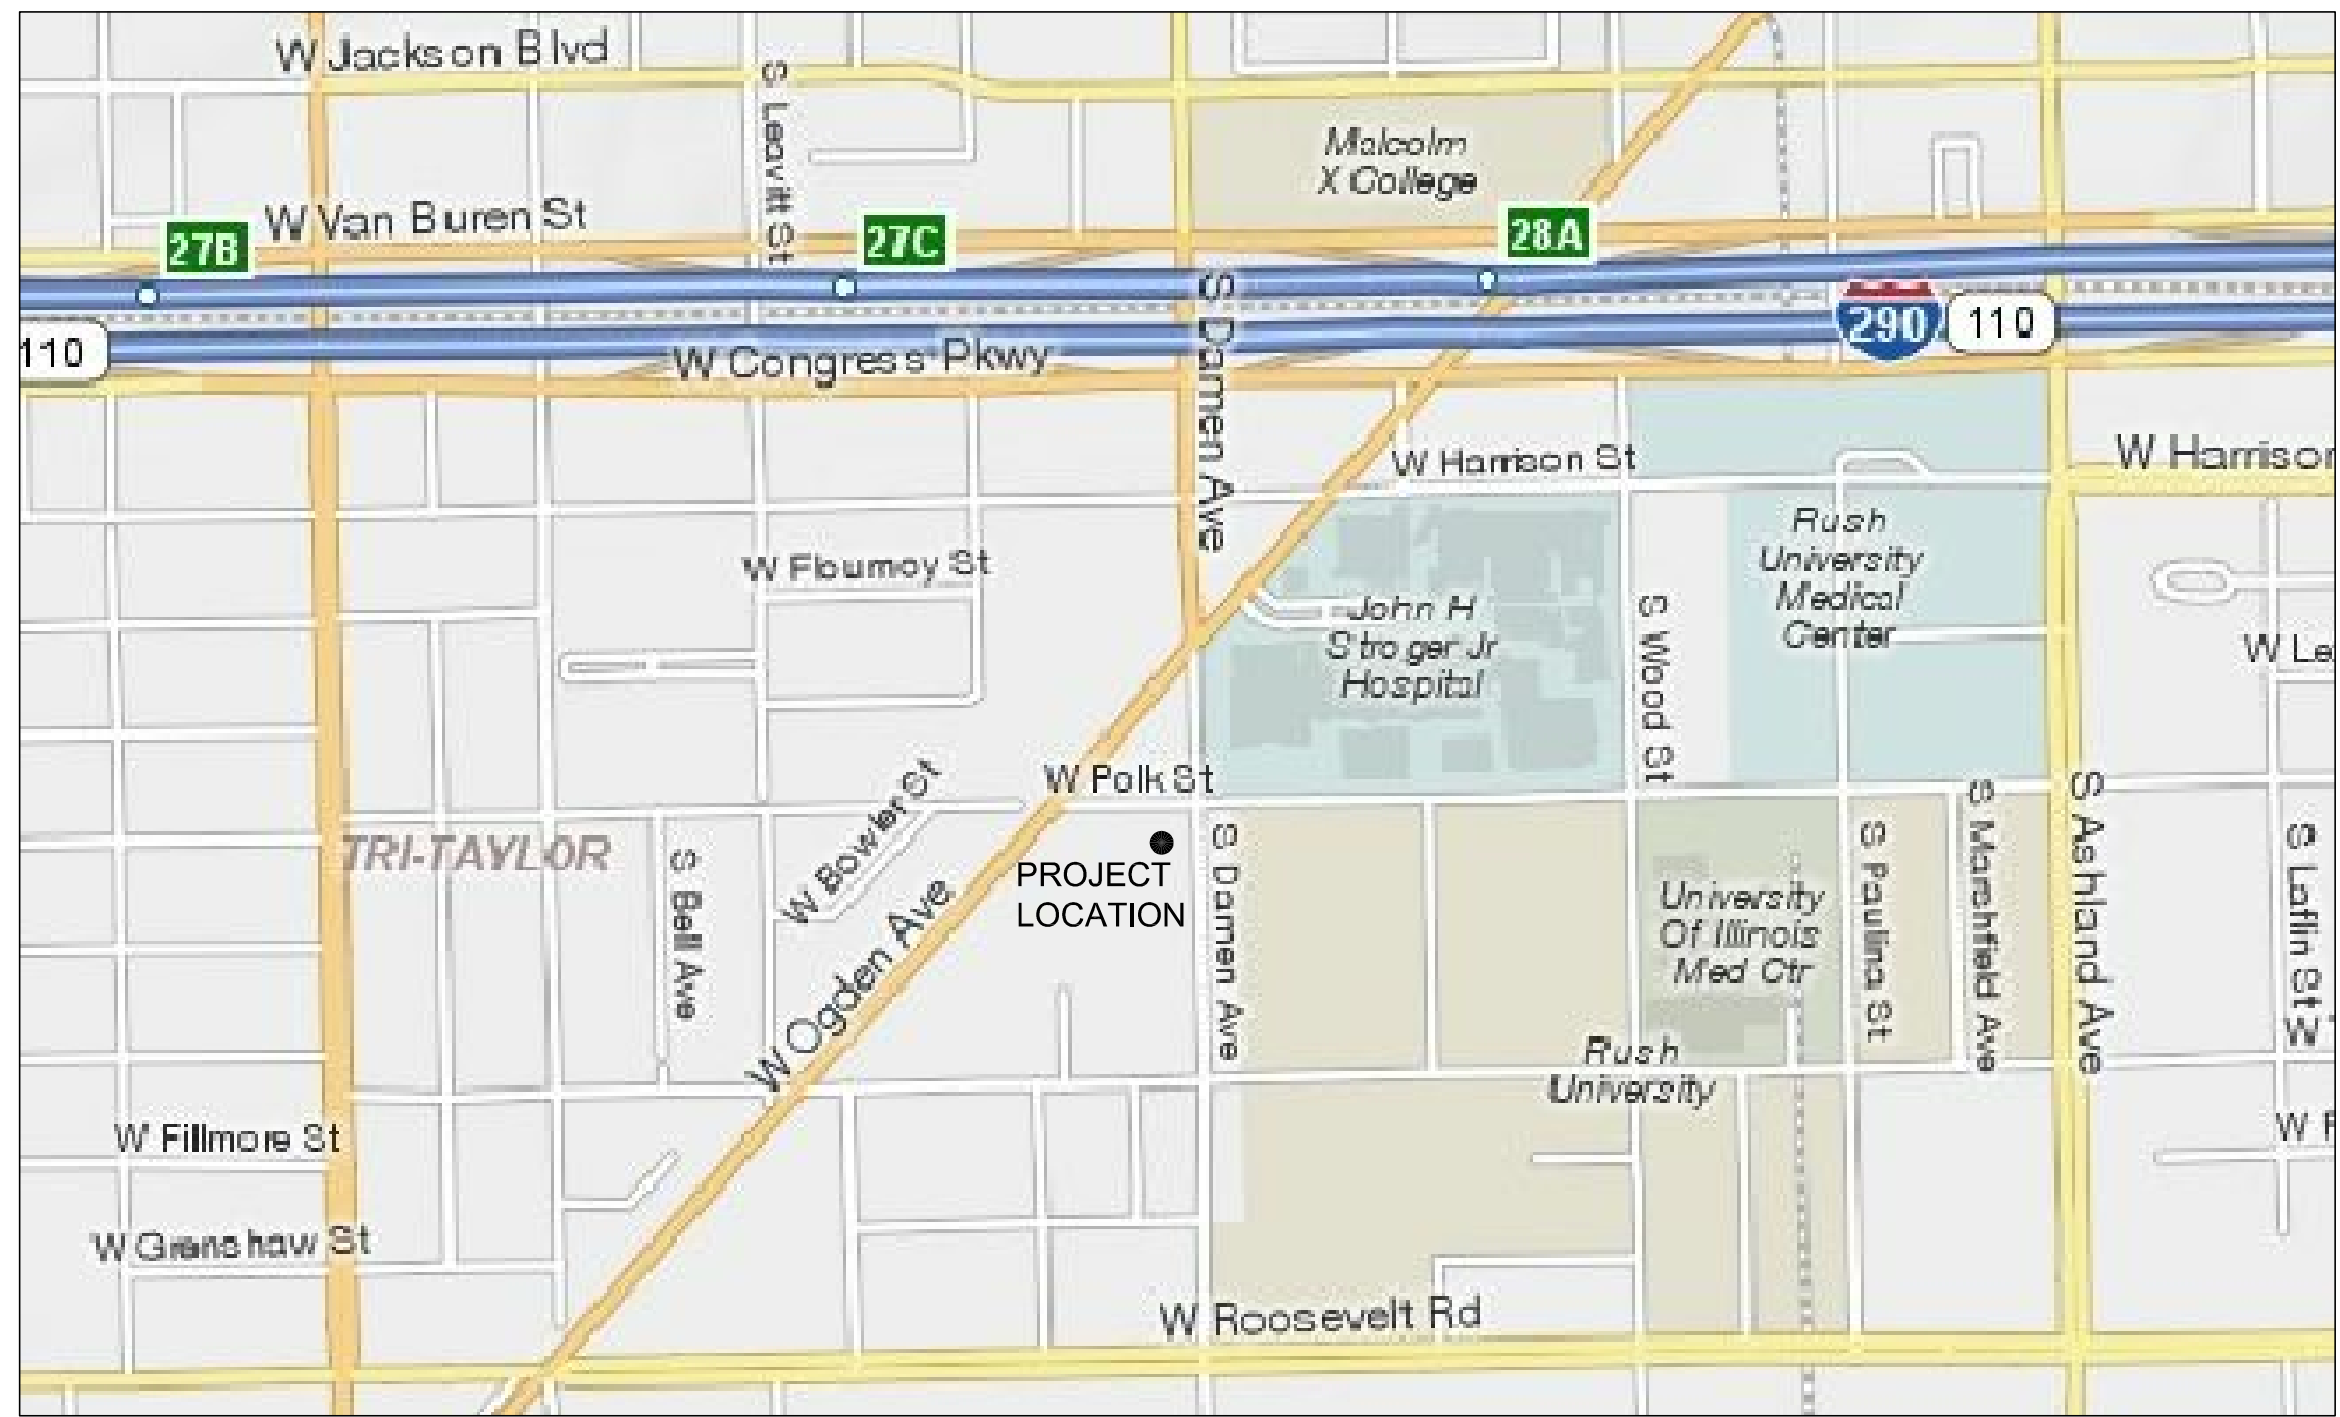 W Jackson Blvd
S Leavitt St
Malcolm
X College
W Van Buren St
27B
27C
28A
S Damen Ave
290
110
110
W Congress Pkwy
W Harrison St
W Harrison
Rush
University
Medical
Center
W Flournoy St
John H
Stroger Jr
Hospital
S Wood St
W Le
W Polk St
W Bowler St
TRI-TAYLOR
S Bell Ave
W Ogden Ave
PROJECT
LOCATION
S Damen Ave
University
Of Illinois
Med Ctr
S Paulina St
S Marshfield Ave
S Ashland Ave
S Laflin St
W
Rush
University
W Fillmore St
W Grenshaw St
W Roosevelt Rd